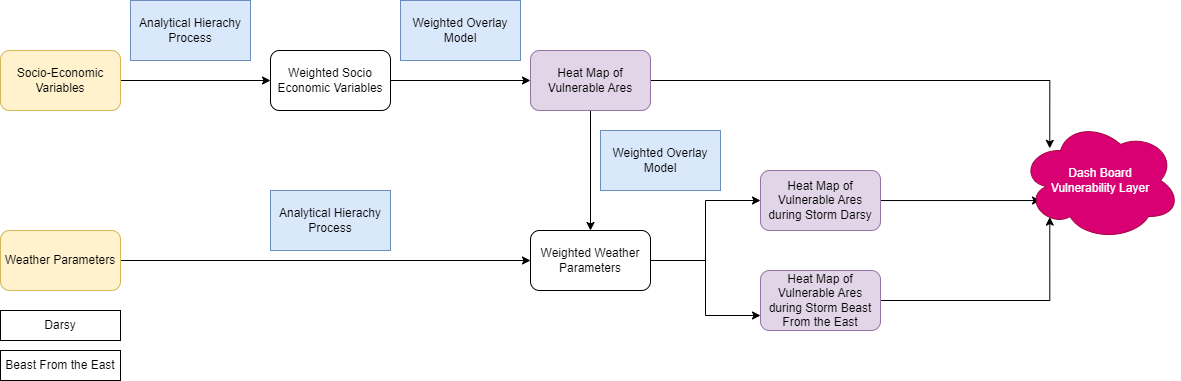 Analytical Hierachy
Process
Weighted Overlay
Model
Socio-Economic
Variables
Weighted Socio
Economic Variables
Heat Map of
Vulnerable Ares
Weighted Overlay
Model
Dash Board
Vulnerability Layer
Heat Map of
Vulnerable Ares
during Storm Darsy
Analytical Hierachy
Process
Weather Parameters
Weighted Weather
Parameters
Heat Map of
Vulnerable Ares
during Storm Beast
From the East
Darsy
Beast From the East